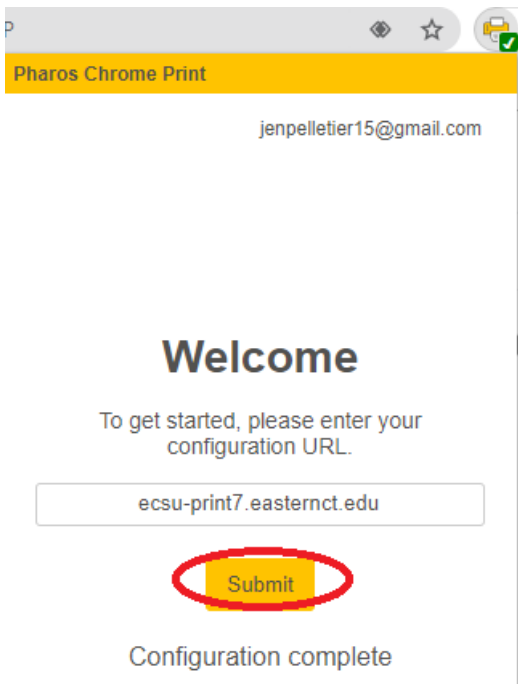 P
Pharos Chrome Print
jenpelletier15@gmail.com
Welcome
To get started, please enter your
configuration URL.
ecsu-print7.easternct.edu
Submit
Configuration complete